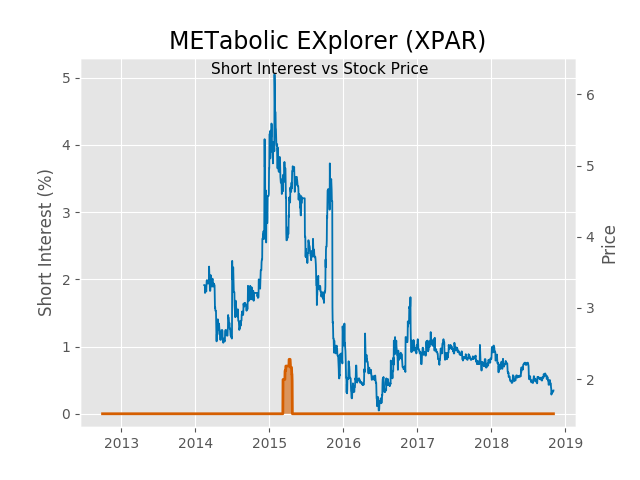 METabolic EXplorer (XPAR)
Short Interest vs Stock Price
Short Interest (%)
5
4
3
2
1
0
6
5
4
3
2
Price
2013 2014 2015 2016 2017 2018 2019